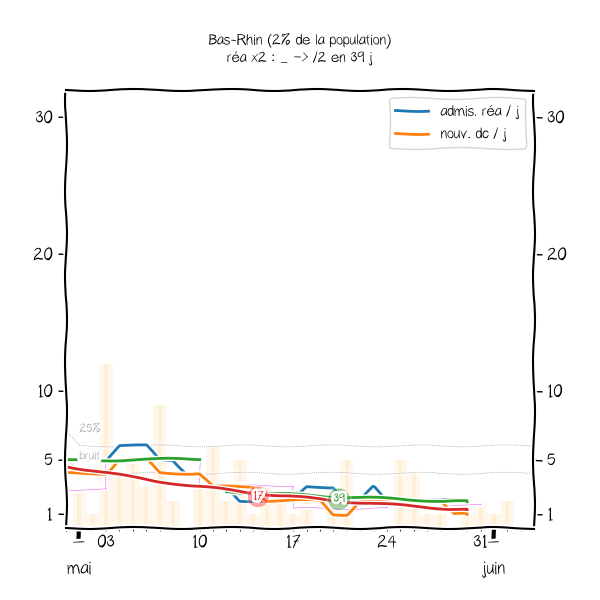 Bas-Rhin (2% de la population)
réa x2 : _ -> /2 en 39 j
admis. réa / j
nouv. dc / j
30
30
20
20
10
10
25%
bruit
5
5
17
39
1
1
03
10
17
24
31
mai
juin